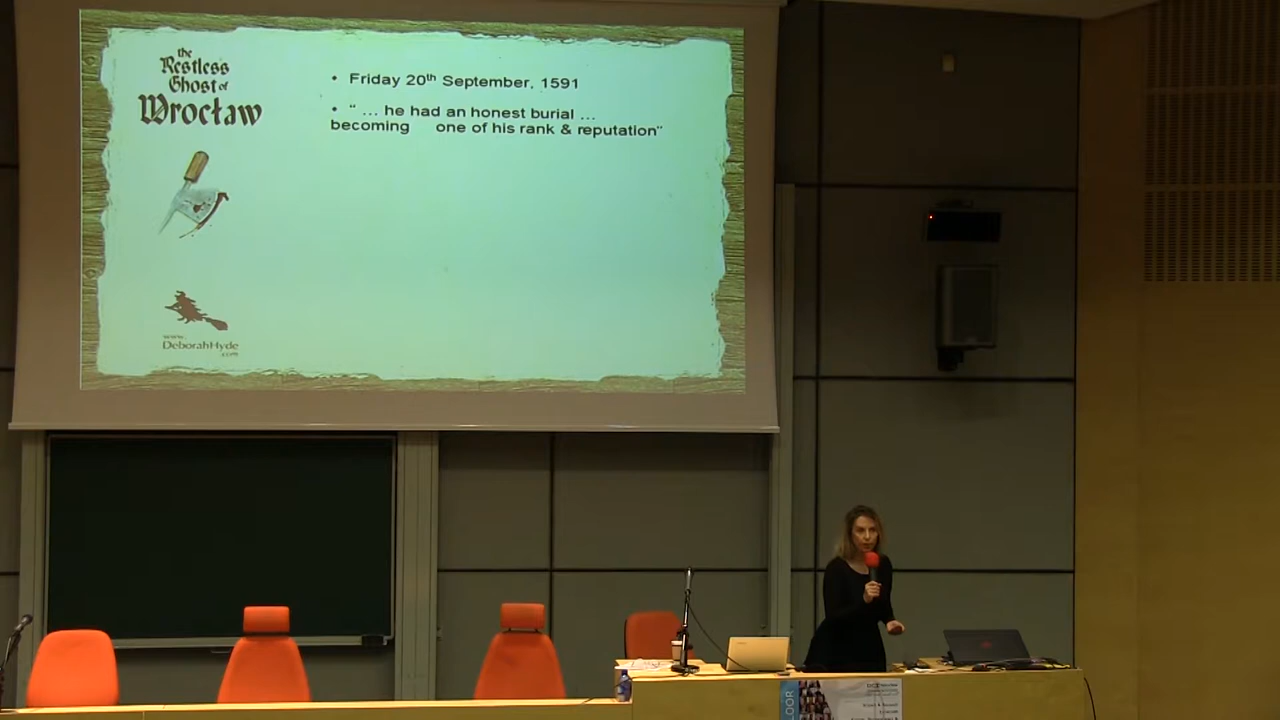 the
Restless
Ghost of
Wrocław
• Friday 20th September, 1591
• “ ... he had an honest burial ...
becoming one of his rank & reputation”
www.
DeborahHyde
.com
LOOR